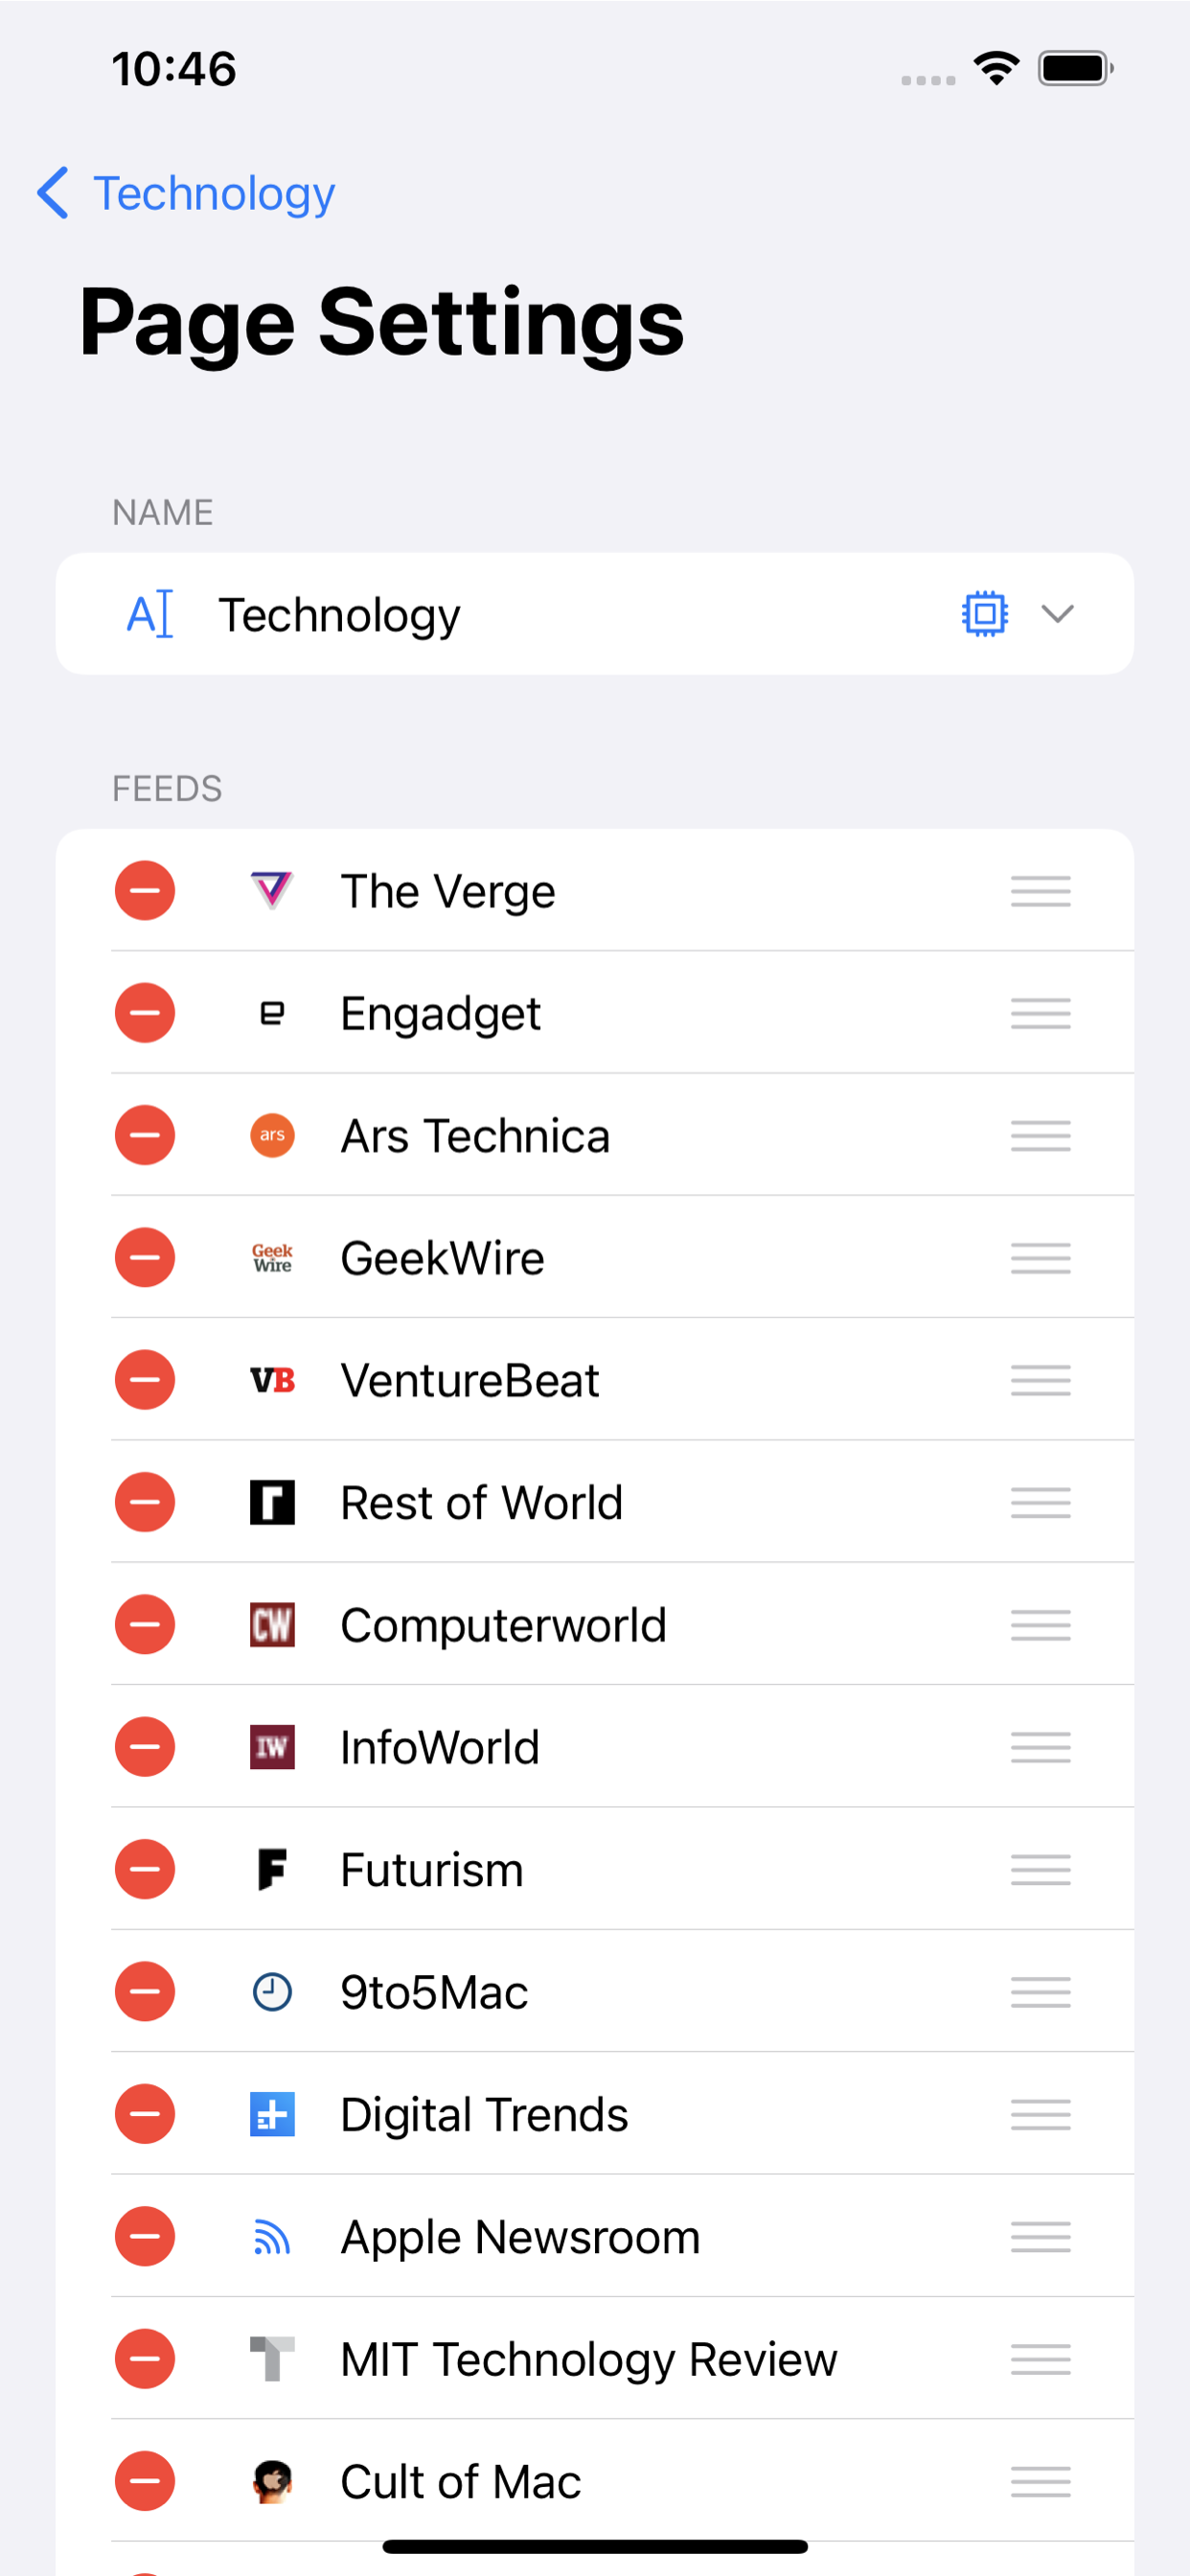 10:46
Technology
Page Settings
NAME
A Technology
FEEDS
The Verge
e Engadget
ars Ars Technica
Geek
Wire GeekWire
VB VentureBeat
r Rest of World
CW Computerworld
IW InfoWorld
F Futurism
9to5Mac
Digital Trends
Apple Newsroom
T MIT Technology Review
Cult of Mac